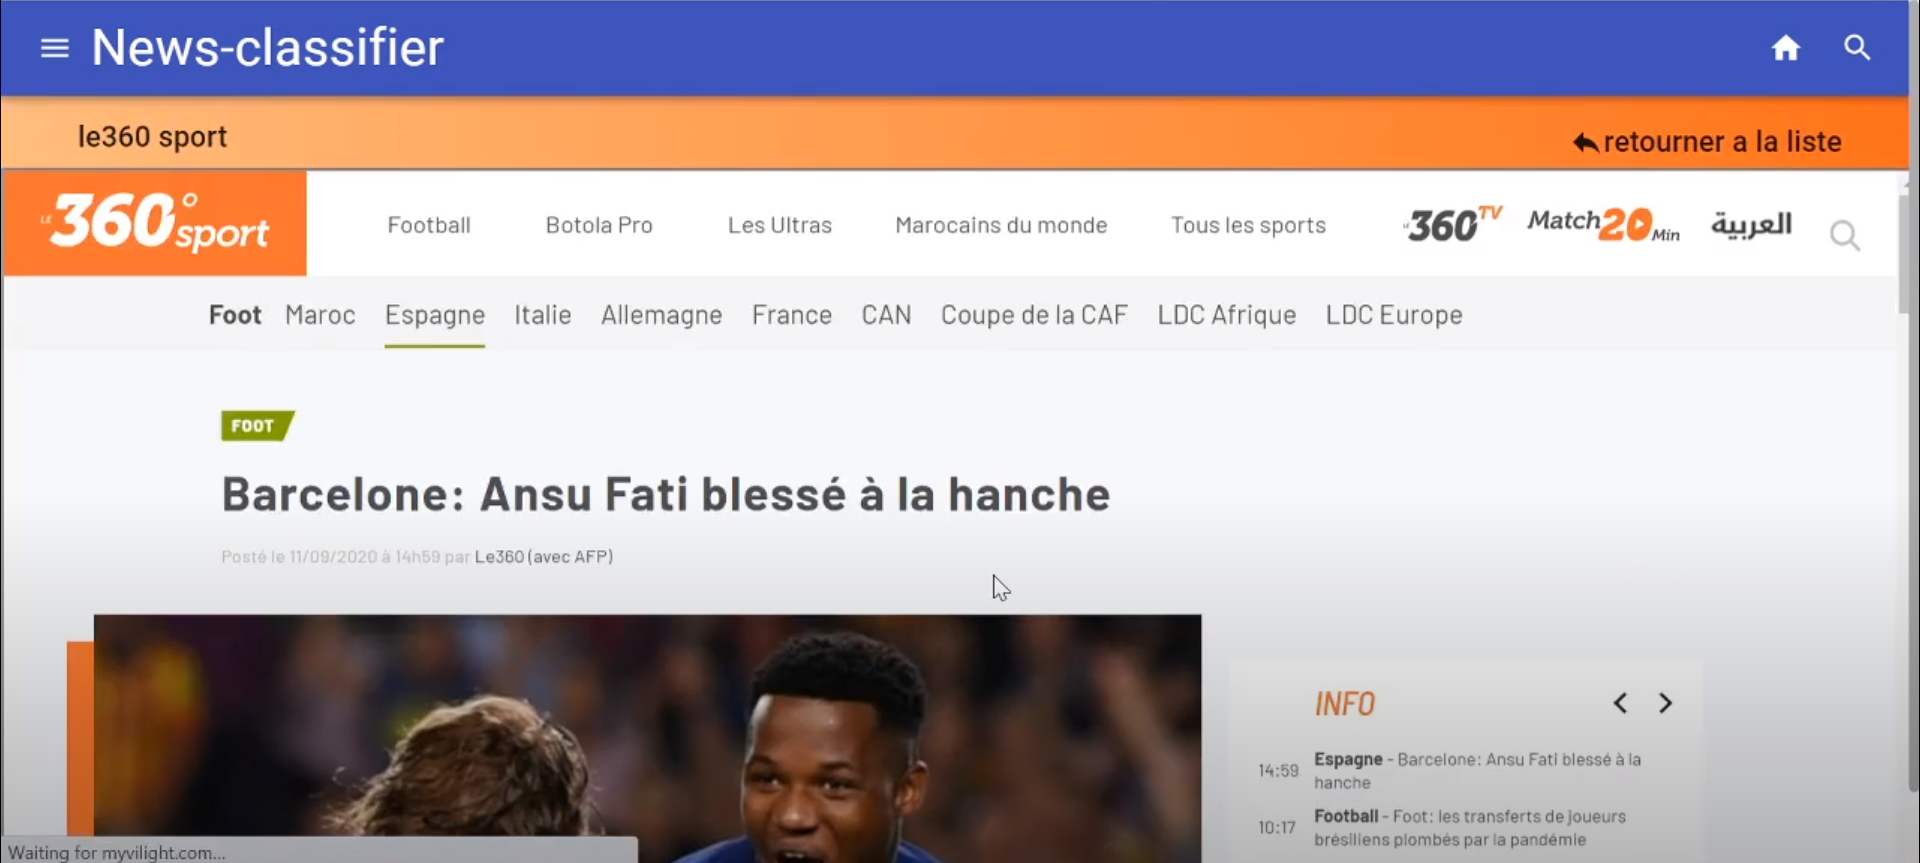 News-classifier
le360 sport
retourner a la liste
LE 360° sport
Football Botola Pro Les Ultras Marocains du monde Tous les sports le 360 TV Match 20 Min العربية
Foot Maroc Espagne Italie Allemagne France CAN Coupe de la CAF LDC Afrique LDC Europe
FOOT
Barcelone: Ansu Fati blessé à la hanche
Posté le 11/09/2020 à 14h59 par Le360 (avec AFP)
INFO
14:59 Espagne - Barcelone: Ansu Fati blessé à la
hanche
10:17 Football - Foot: les transferts de joueurs
brésiliens plombés par la pandémie
Waiting for myvilight.com...